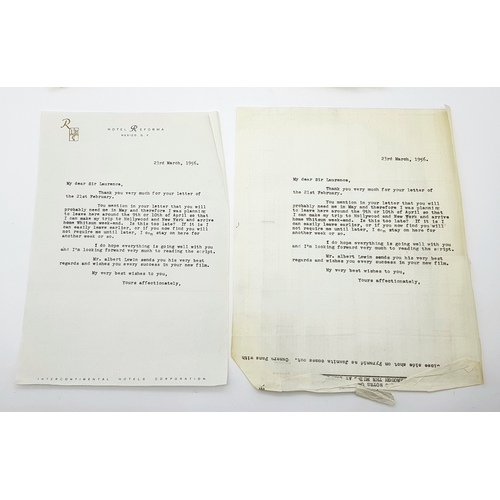 R
HOTEL REFORMA
MEXICO, D. F.
23rd March, 1956.
My dear Sir Laurence,
Thank you very much for your letter of
the 21st February.
You mention in your letter that you will
probably need me in May and therefore I was planning
to leave here around the 9th or 10th of April so that
I can make my trip to Hollywood and New York and arrive
home Whitsun week-end. Is this too late? If it is I
can easily leave earlier, or if you now find you will
not require me until later, I stay on here for
another week or so.
I do hope everything is going well with you
and I'm looking forward very much to reading the script.
Mr. Albert Lewin sends you his very best
regards and wishes you every success in your new film.
My very best wishes to you,
Yours affectionately,
INTERCONTINENTAL HOTELS CORPORATION
23rd March, 1956.
My dear Sir Laurence,
Thank you very much for your letter of
the 21st February.
You mention in your letter that you will
probably need me in May and therefore I was planning
to leave here around the 9th or 10th of April so that
I can make my trip to Hollywood and New York and arrive
home Whitsun week-end. Is this too late? If it is I
can easily leave earlier, or if you now find you will
not require me until later, I stay on here for
another week or so.
I do hope everything is going well with you
and I'm looking forward very much to reading the script.
Mr. Albert Lewin sends you his very best
regards and wishes you every success in your new film.
My very best wishes to you,
Yours affectionately,
side shot on Pyramid as Jocnita comes out. Camera Pans with